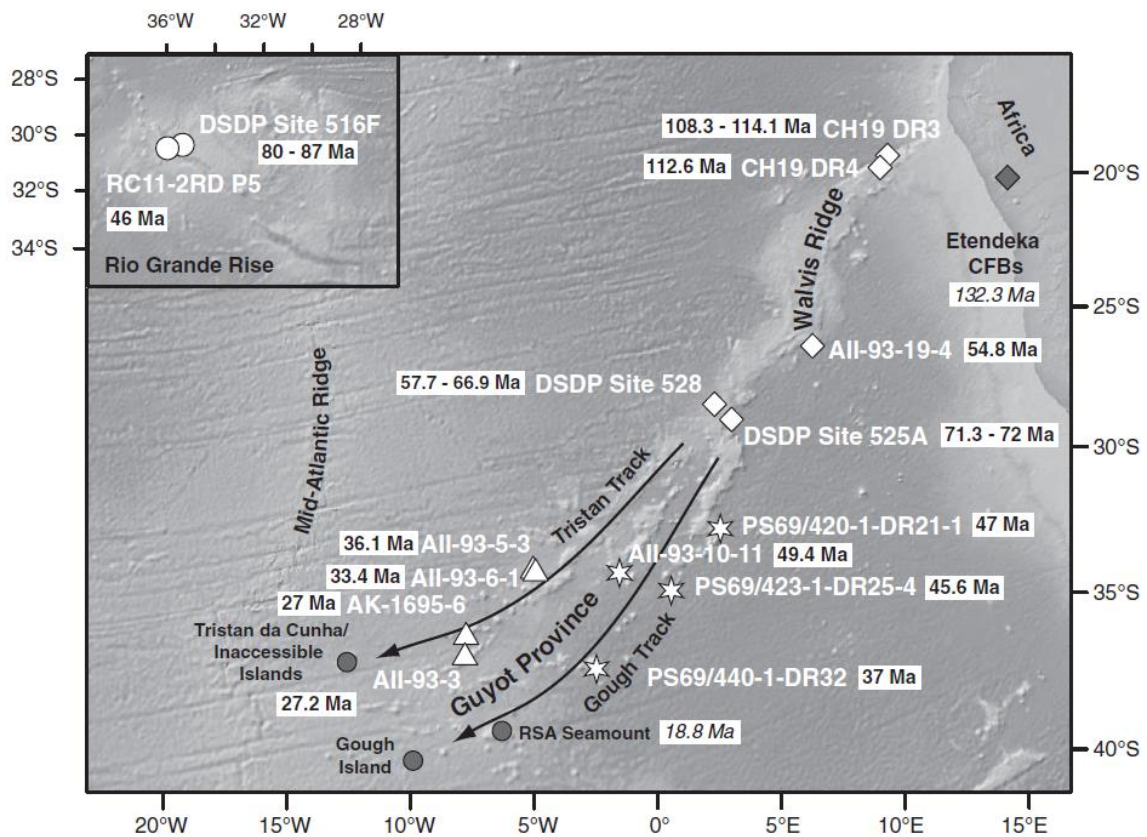 36°W 32°W 28°W
28°S
30°S
32°S
34°S
DSDP Site 516F
80 - 87 Ma
RC11-2RD P5
46 Ma
Rio Grande Rise
108.3 - 114.1 Ma CH19 DR3
112.6 Ma CH19 DR4
Africa
20°S
Walvis Ridge
Etendeka
CFBs
132.3 Ma
25°S
AII-93-19-4 54.8 Ma
Mid-Atlantic Ridge
57.7 - 66.9 Ma DSDP Site 528
DSDP Site 525A 71.3 - 72 Ma
30°S
Tristan Track
PS69/420-1-DR21-1 47 Ma
36.1 Ma AII-93-5-3
AII-93-10-11 49.4 Ma
33.4 Ma AII-93-6-1
PS69/423-1-DR25-4 45.6 Ma
35°S
27 Ma AK-1695-6
Tristan da Cunha/
Inaccessible
Islands
Guyot Province
Gough Track
AII-93-3
27.2 Ma
PS69/440-1-DR32 37 Ma
RSA Seamount 18.8 Ma
Gough
Island
40°S
20°W 15°W 10°W 5°W 0° 5°E 10°E 15°E